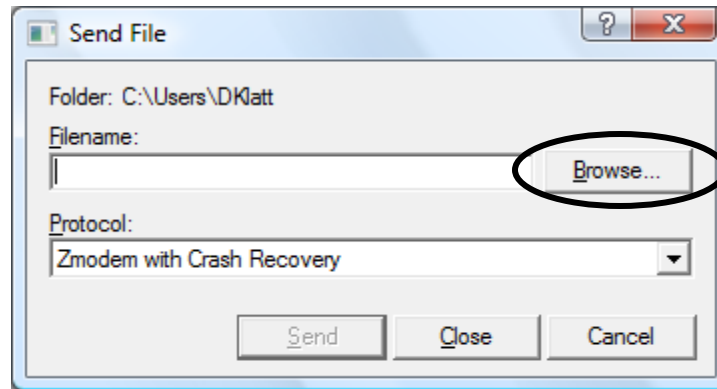 Send File
Folder: C:\Users\DKlatt
Filename:
Browse...
Protocol:
Zmodem with Crash Recovery
Send Close Cancel